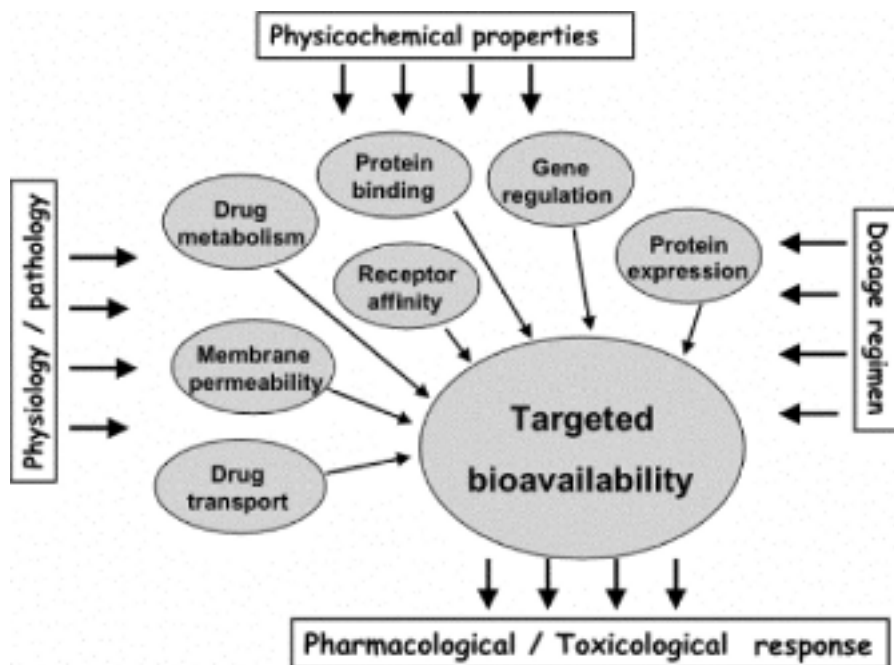 Physicochemical properties
Protein
binding
Gene
regulation
Drug
metabolism
Receptor
affinity
Protein
expression
Physiology / pathology
Dosage regimen
Membrane
permeability
Targeted
bioavailability
Drug
transport
Pharmacological / Toxicological response